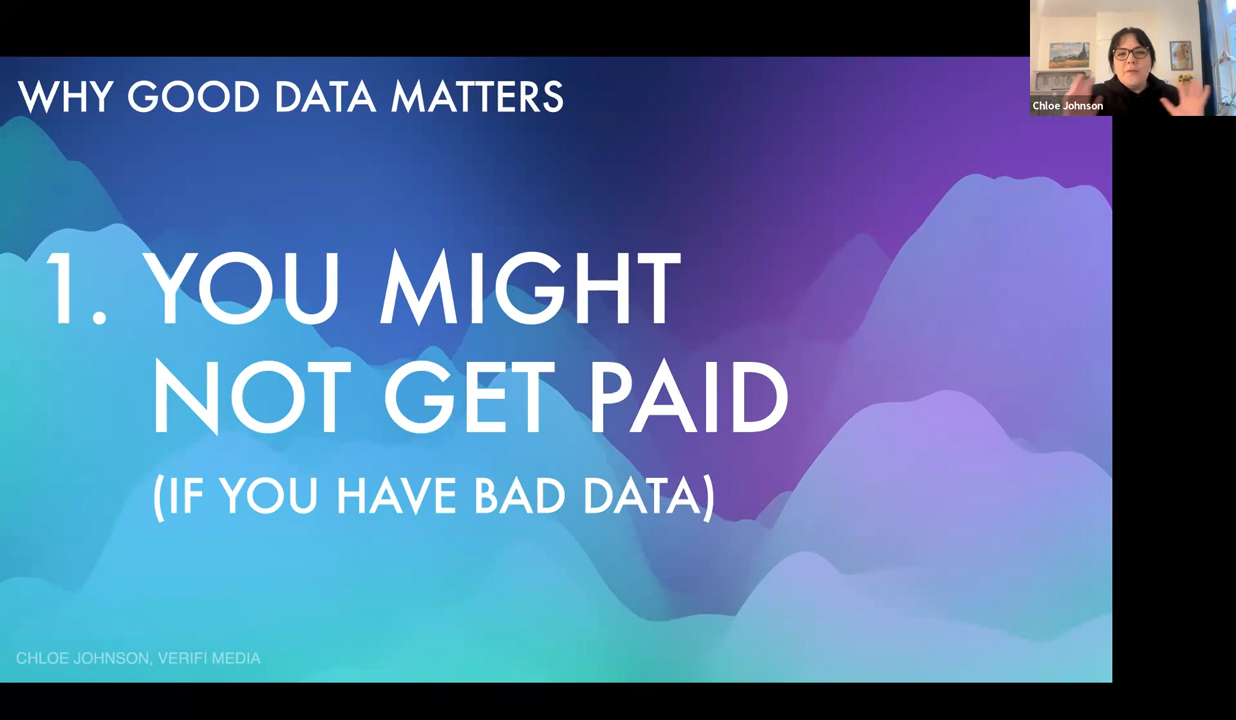 WHY GOOD DATA MATTERS
Chloe Johnson
1. YOU MIGHT
NOT GET PAID
(IF YOU HAVE BAD DATA)
CHLOE JOHNSON, VERIFI MEDIA